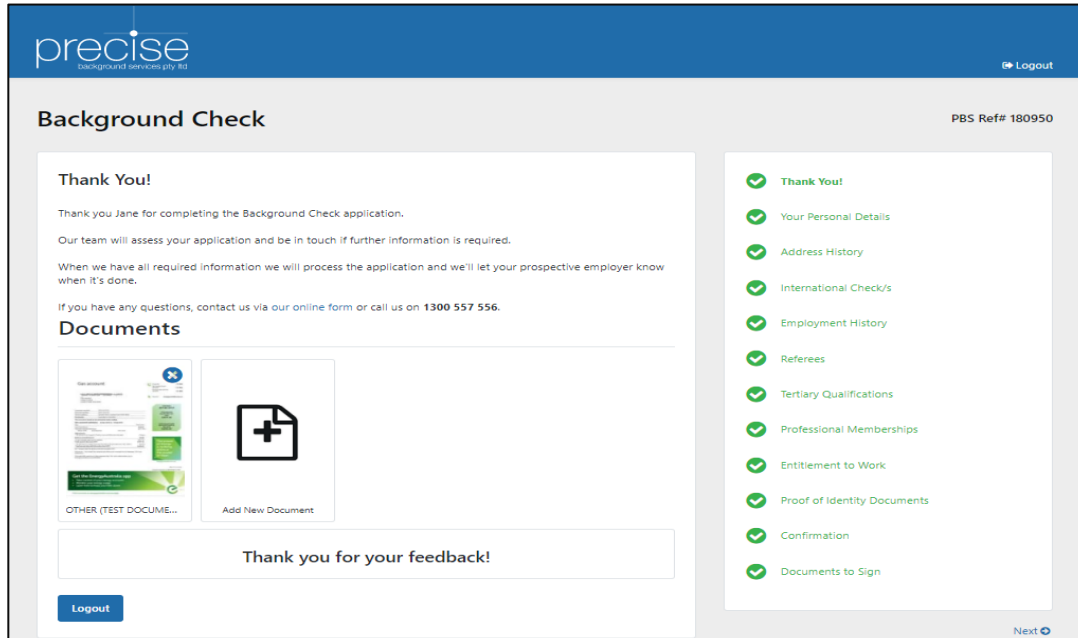 precise
background services pty ltd
Logout
Background Check
PBS Ref# 180950
Thank You!
Thank you Jane for completing the Background Check application.
Our team will assess your application and be in touch if further information is required.
When we have all required information we will process the application and we'll let your prospective employer know
when it's done.
If you have any questions, contact us via our online form or call us on 1300 557 556.
Documents
Gas account
Get the EnergyAustralia app
OTHER (TEST DOCUME...
Add New Document
Thank you for your feedback!
Logout
Thank You!
Your Personal Details
Address History
International Check/s
Employment History
Referees
Tertiary Qualifications
Professional Memberships
Entitlement to Work
Proof of Identity Documents
Confirmation
Documents to Sign
Next